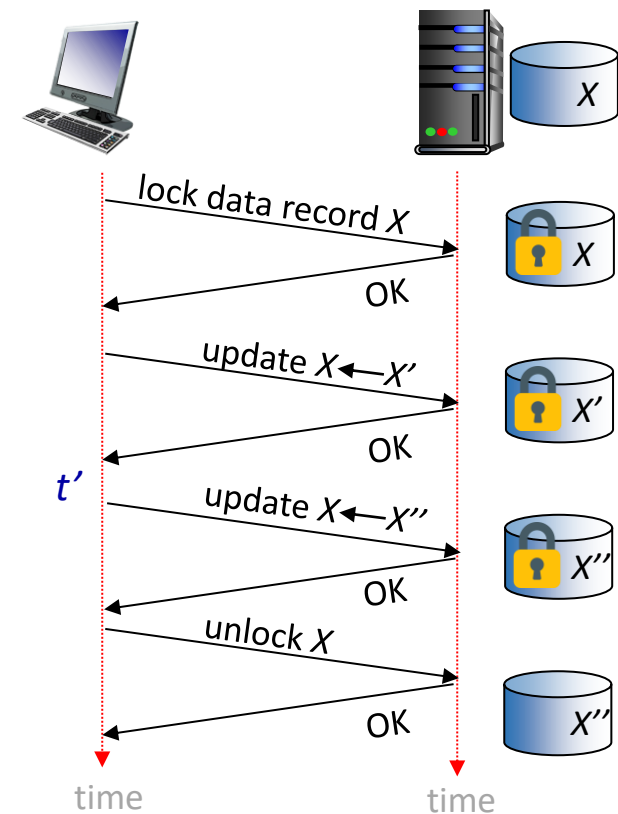 X
lock data record X
X
OK
update X←X′
X′
OK
t′
update X←X′′
X′′
OK
unlock X
X′′
OK
time
time